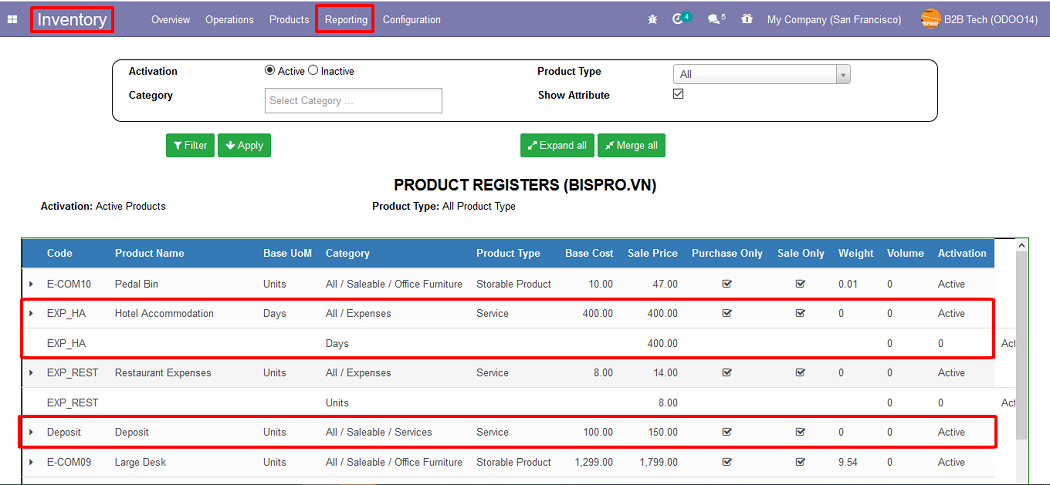 Inventory Overview Operations Products Reporting Configuration 4 5 My Company (San Francisco) B2B Tech (ODOO14)
Activation Active Inactive Product Type All
Category Select Category ... Show Attribute
Filter Apply Expand all Merge all
PRODUCT REGISTERS (BISPRO.VN)
Activation: Active Products Product Type: All Product Type
Code Product Name Base UoM Category Product Type Base Cost Sale Price Purchase Only Sale Only Weight Volume Activation
E-COM10 Pedal Bin Units All / Saleable / Office Furniture Storable Product 10.00 47.00 0.01 0 Active
EXP_HA Hotel Accommodation Days All / Expenses Service 400.00 400.00 0 0 Active
EXP_HA Days 400.00 0 0 Act
EXP_REST Restaurant Expenses Units All / Expenses Service 8.00 14.00 0 0 Active
EXP_REST Units 8.00 0 0 Act
Deposit Deposit Units All / Saleable / Services Service 100.00 150.00 0 0 Active
E-COM09 Large Desk Units All / Saleable / Office Furniture Storable Product 1,299.00 1,799.00 9.54 0 Active